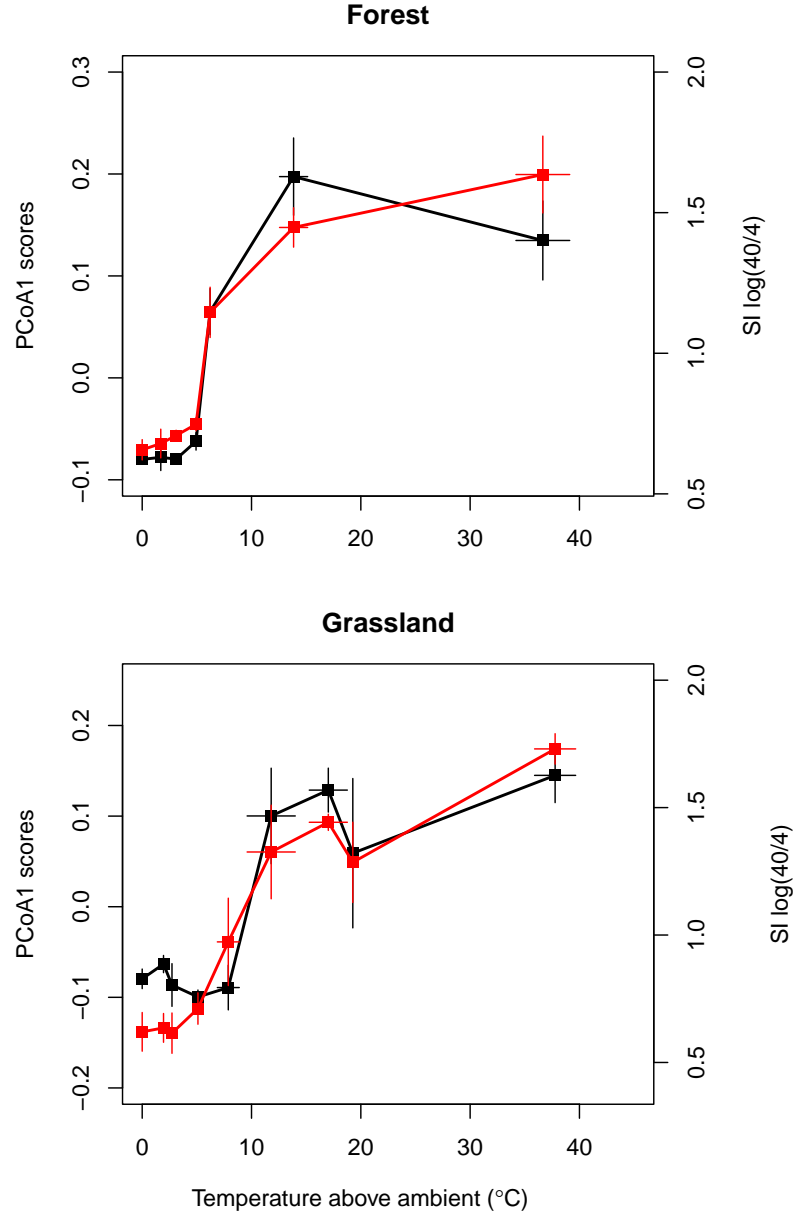 Forest
0.3
0.2
0.1
0.0
−0.1
PCoA1 scores
2.0
1.5
1.0
0.5
SI log(40/4)
0 10 20 30 40
Grassland
0.2
0.1
0.0
−0.1
−0.2
PCoA1 scores
2.0
1.5
1.0
0.5
SI log(40/4)
0 10 20 30 40
Temperature above ambient (°C)